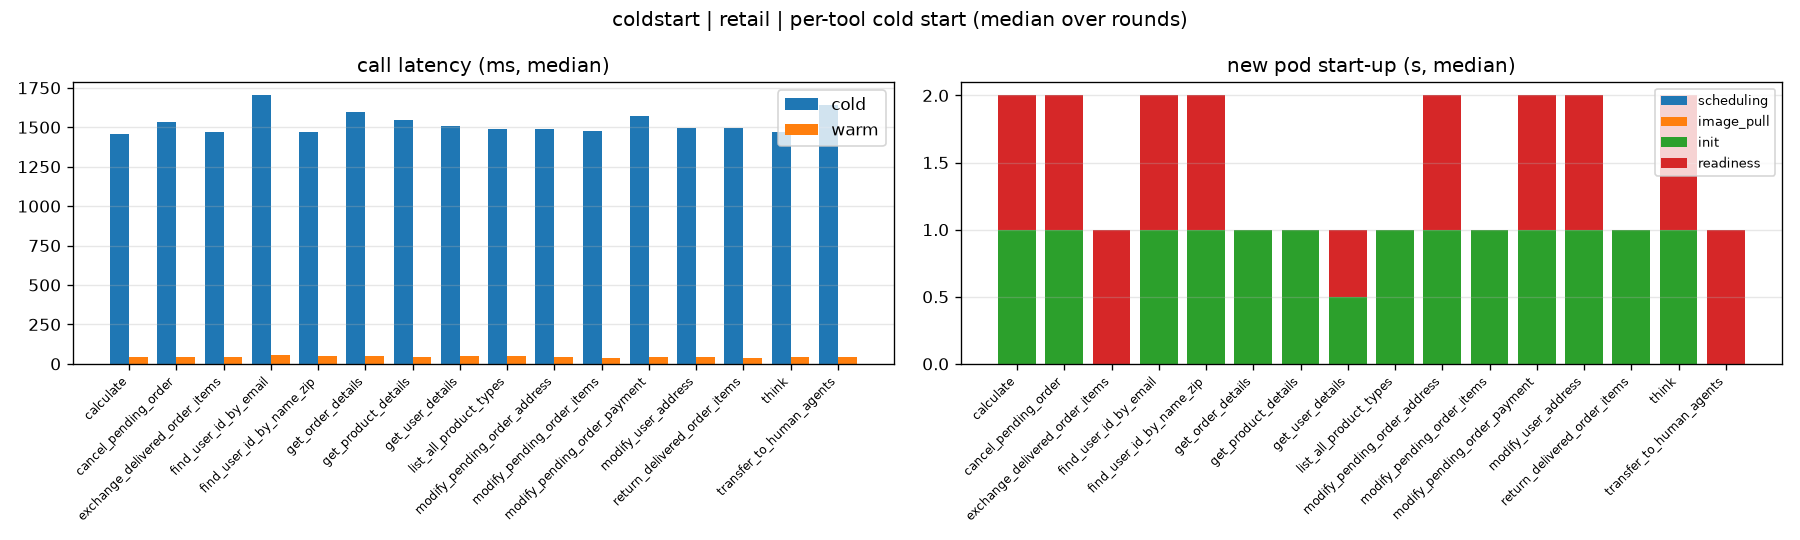 coldstart | retail | per-tool cold start (median over rounds)
call latency (ms, median)
1750
1500
1250
1000
750
500
250
0
cold
warm
calculate
cancel_pending_order
exchange_delivered_order_items
find_user_id_by_email
find_user_id_by_name_zip
get_order_details
get_product_details
get_user_details
list_all_product_types
modify_pending_order_address
modify_pending_order_items
modify_pending_order_payment
modify_user_address
return_delivered_order_items
think
transfer_to_human_agents
new pod start-up (s, median)
2.0
1.5
1.0
0.5
0.0
scheduling
image_pull
init
readiness
calculate
cancel_pending_order
exchange_delivered_order_items
find_user_id_by_email
find_user_id_by_name_zip
get_order_details
get_product_details
get_user_details
list_all_product_types
modify_pending_order_address
modify_pending_order_items
modify_pending_order_payment
modify_user_address
return_delivered_order_items
think
transfer_to_human_agents